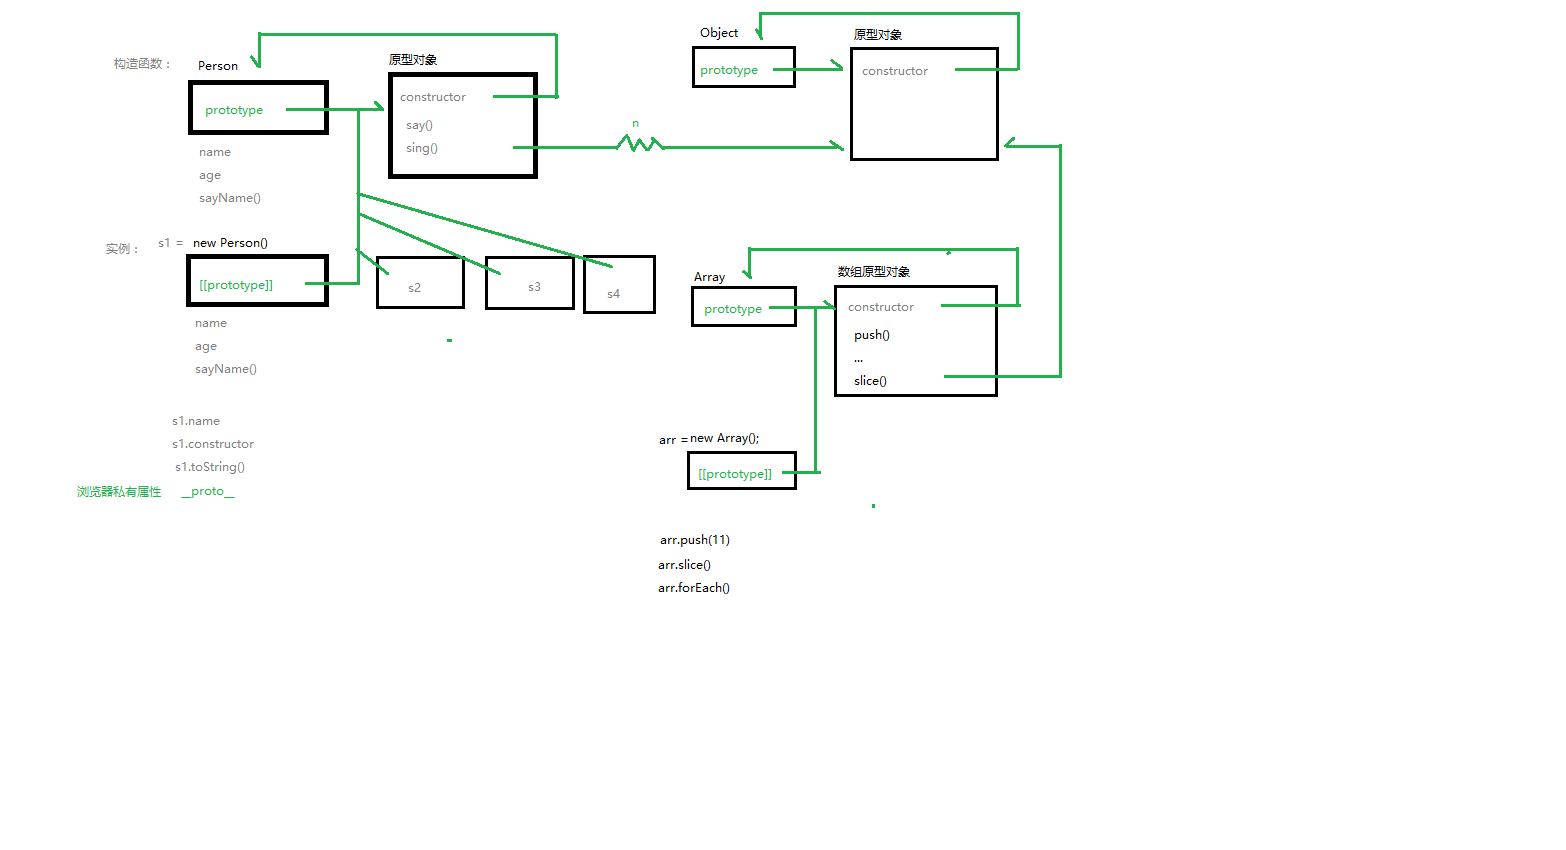 构造函数：
Person
prototype
name
age
sayName()
原型对象
constructor
say()
sing()
n
Object
prototype
原型对象
constructor
实例：
s1 =
new Person()
[[prototype]]
name
age
sayName()
s2
s3
s4
s1.name
s1.constructor
s1.toString()
浏览器私有属性 __proto__
Array
prototype
数组原型对象
constructor
push()
...
slice()
arr =
new Array();
[[prototype]]
arr.push(11)
arr.slice()
arr.forEach()